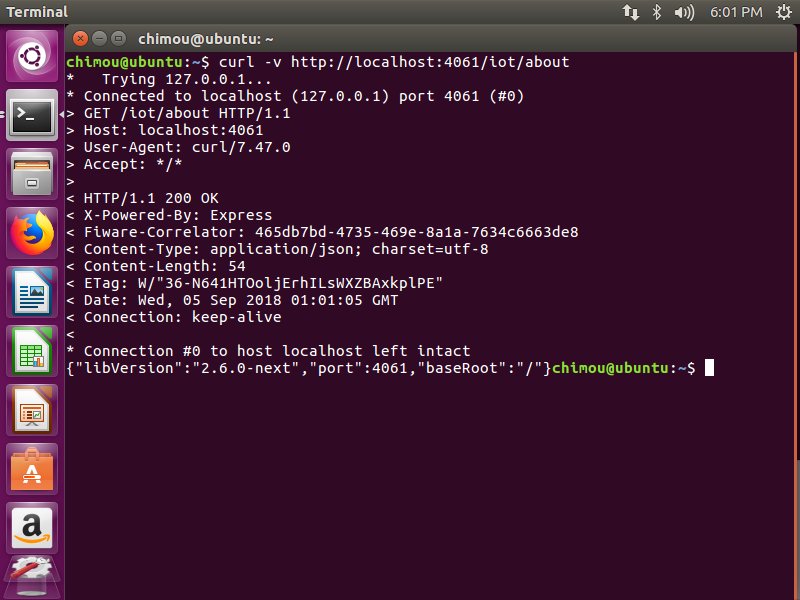 Terminal
6:01 PM
chimou@ubuntu: ~
chimou@ubuntu:~$ curl -v http://localhost:4061/iot/about
*   Trying 127.0.0.1...
* Connected to localhost (127.0.0.1) port 4061 (#0)
> GET /iot/about HTTP/1.1
> Host: localhost:4061
> User-Agent: curl/7.47.0
> Accept: */*
>
< HTTP/1.1 200 OK
< X-Powered-By: Express
< Fiware-Correlator: 465db7bd-4735-469e-8a1a-7634c6663de8
< Content-Type: application/json; charset=utf-8
< Content-Length: 54
< ETag: W/"36-N641HTOoljErhILsWXZBAxkplPE"
< Date: Wed, 05 Sep 2018 01:01:05 GMT
< Connection: keep-alive
<
* Connection #0 to host localhost left intact
{"libVersion":"2.6.0-next","port":4061,"baseRoot":"/"}chimou@ubuntu:~$